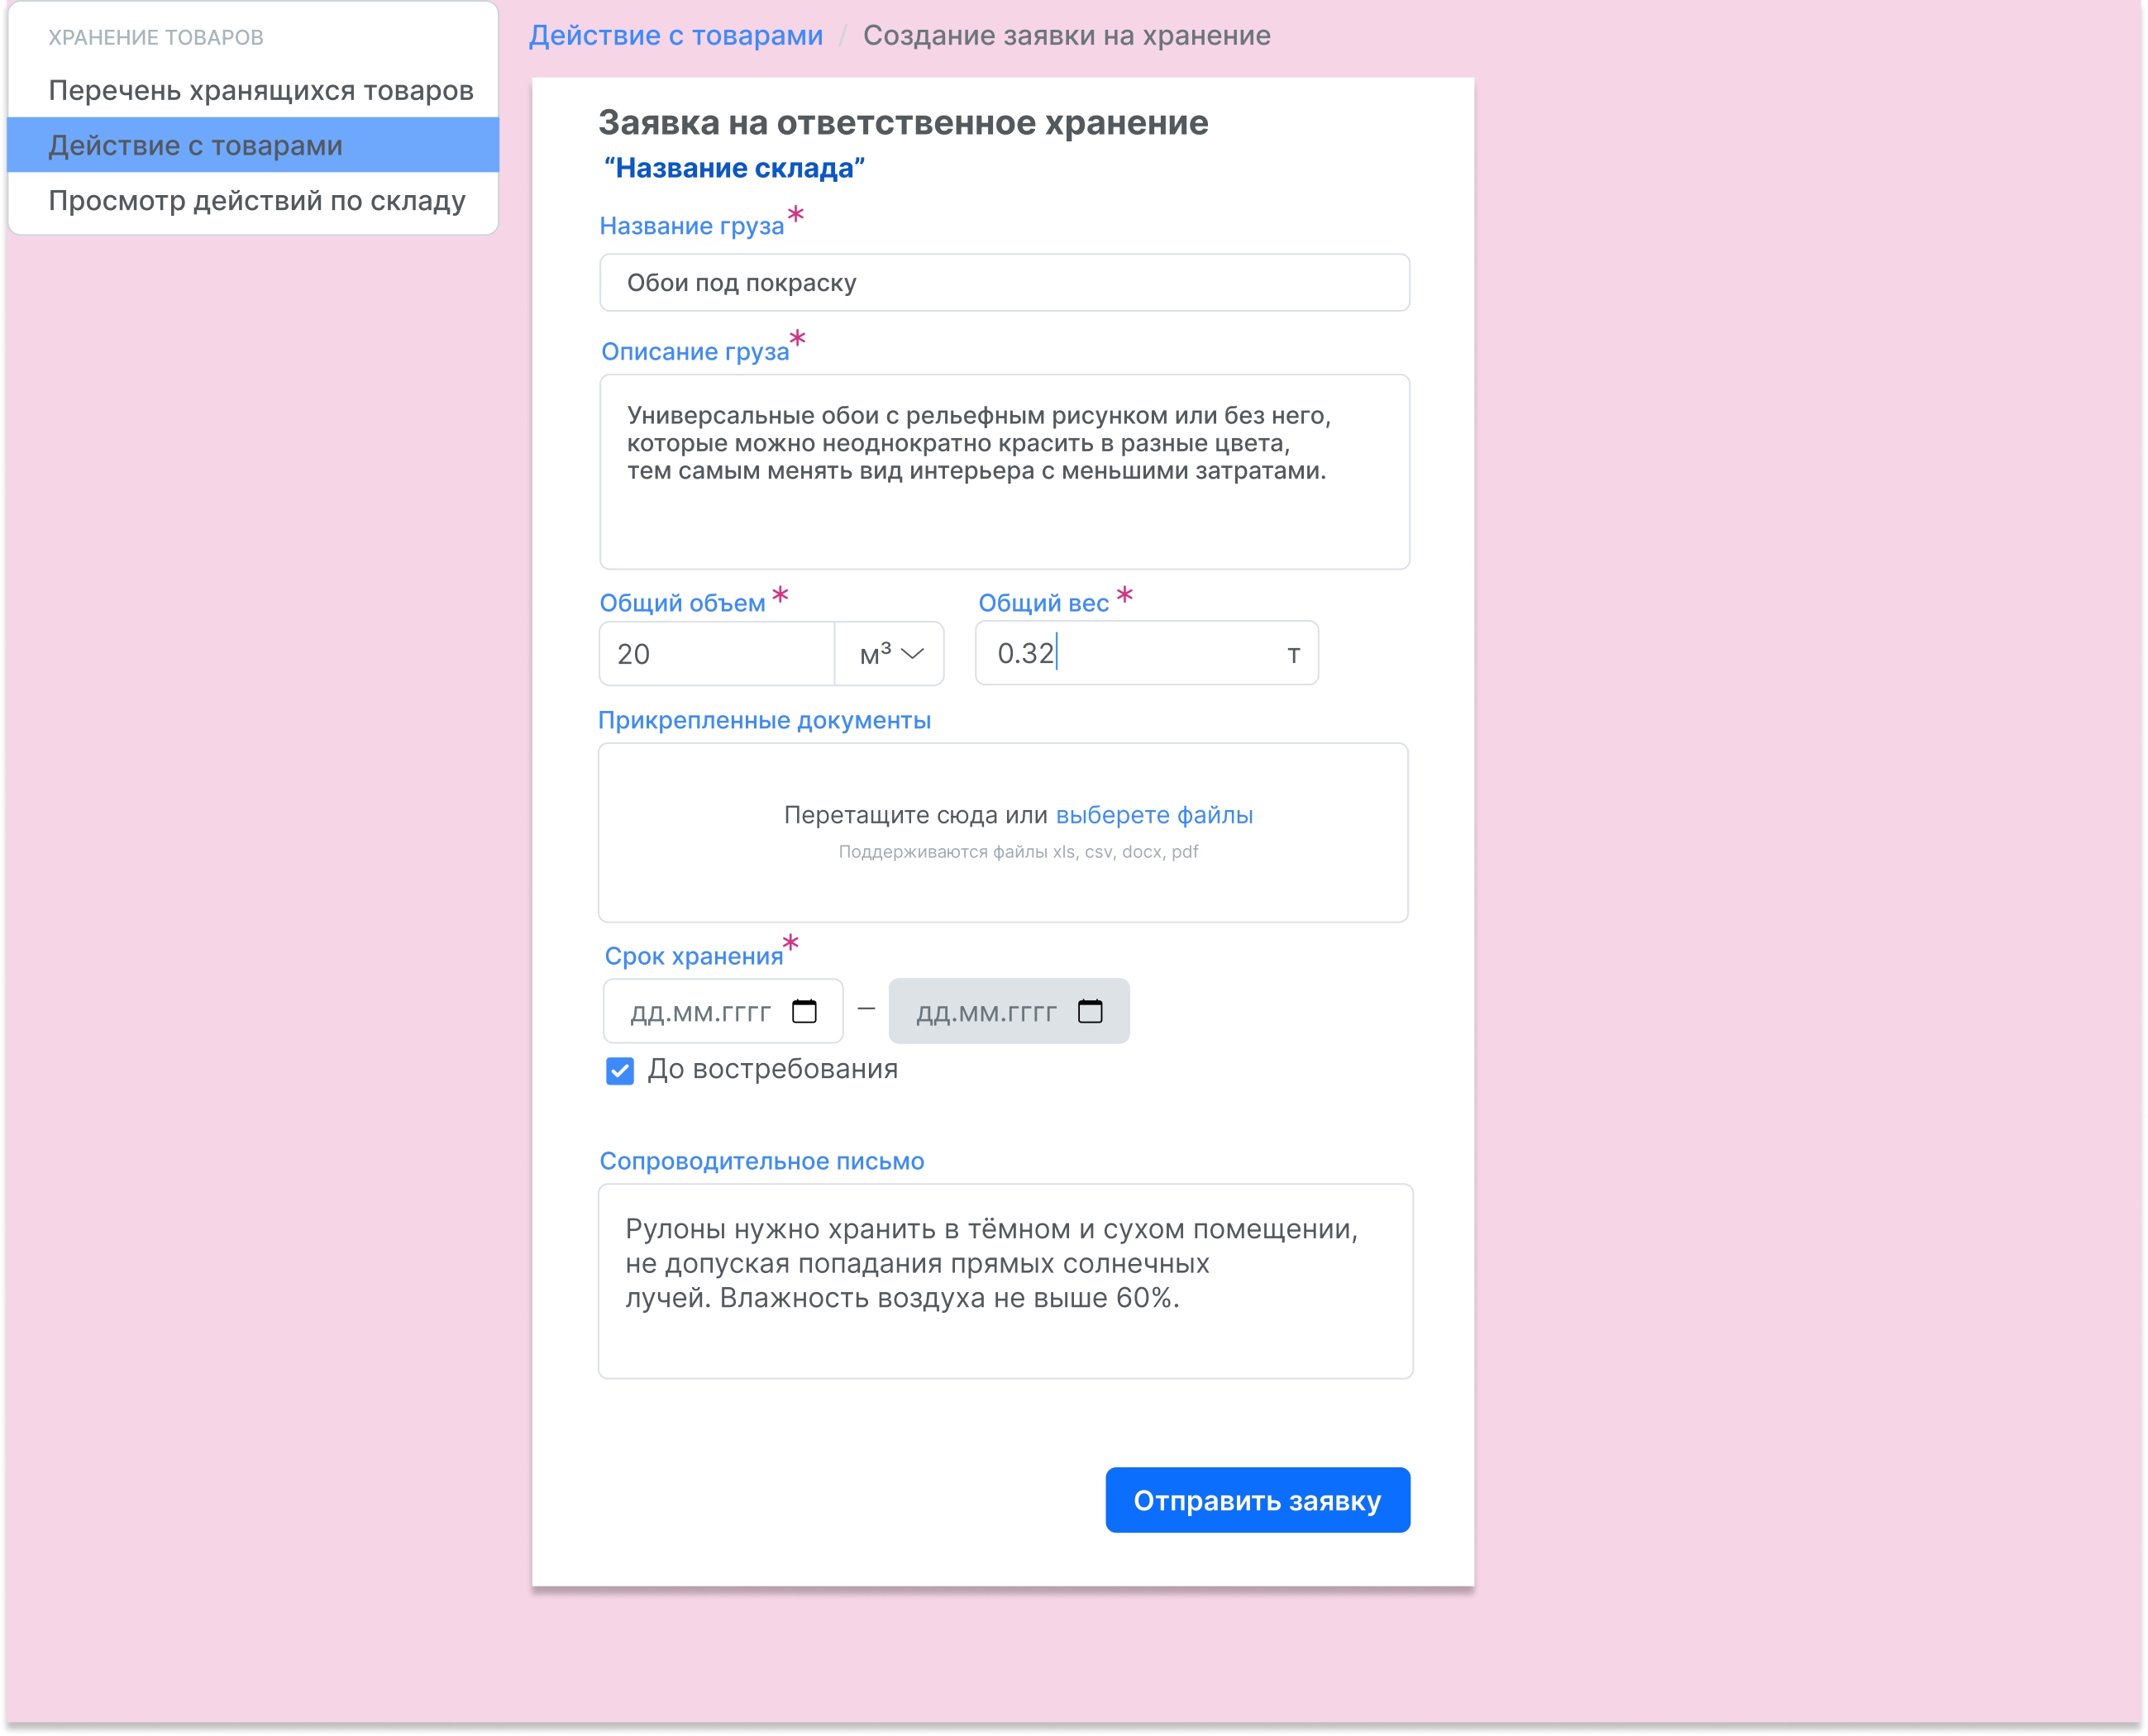 ХРАНЕНИЕ ТОВАРОВ
Перечень хранящихся товаров
Действие с товарами
Просмотр действий по складу
Действие с товарами / Создание заявки на хранение
Заявка на ответственное хранение
“Название склада”
Название груза*
Обои под покраску
Описание груза*
Универсальные обои с рельефным рисунком или без него,
которые можно неоднократно красить в разные цвета,
тем самым менять вид интерьера с меньшими затратами.
Общий объем * Общий вес *
20 м³ 0.32 т
Прикрепленные документы
Перетащите сюда или выберете файлы
Поддерживаются файлы xls, csv, docx, pdf
Срок хранения*
дд.мм.гггг – дд.мм.гггг
До востребования
Сопроводительное письмо
Рулоны нужно хранить в тёмном и сухом помещении,
не допуская попадания прямых солнечных
лучей. Влажность воздуха не выше 60%.
Отправить заявку